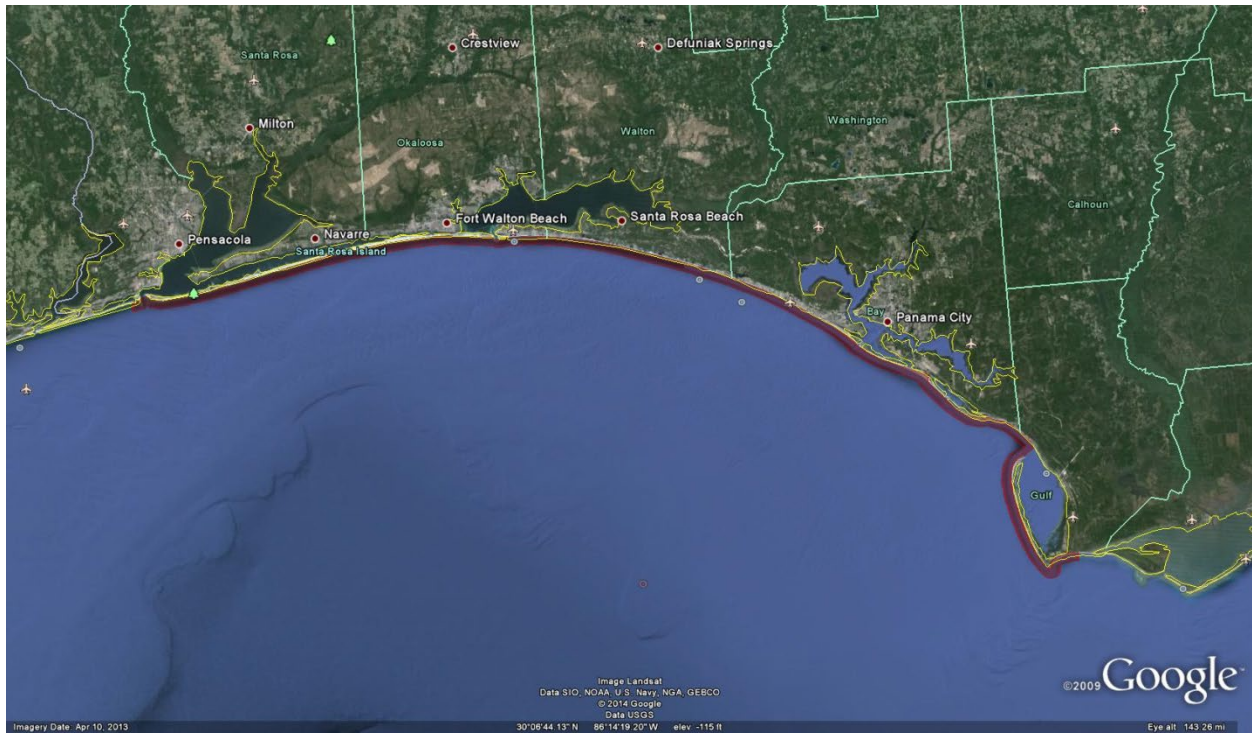 Crestview
Defuniak Springs
Santa Rosa
Milton
Okaloosa
Walton
Washington
Calhoun
Fort Walton Beach
Santa Rosa Beach
Pensacola
Navarre
Santa Rosa Island
Bay
Panama City
Gulf
Image Landsat
Data SIO, NOAA, U.S. Navy, NGA, GEBCO
© 2014 Google
Data USGS
©2009 Google
Imagery Date: Apr 10, 2013 30°06'44.13" N 86°14'19.20" W elev -115 ft Eye alt 143.26 mi